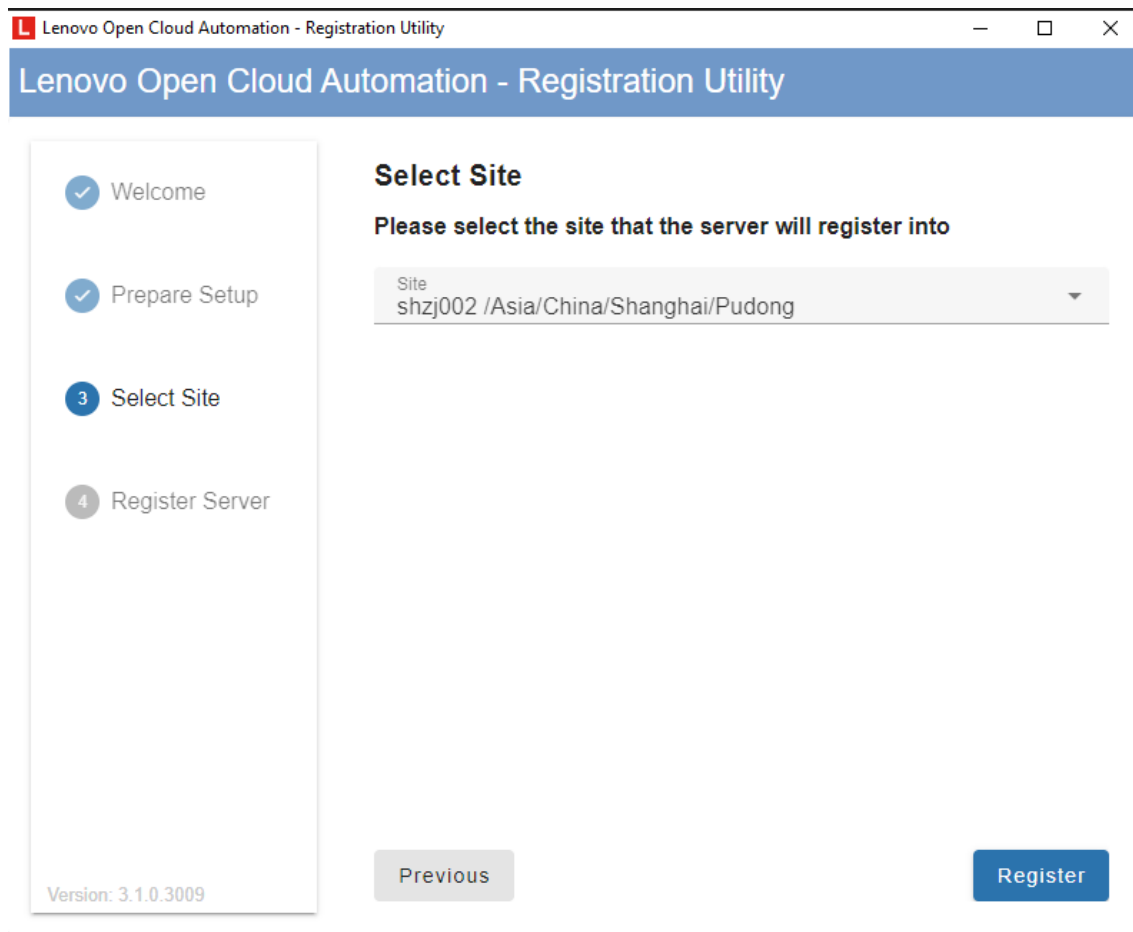 L Lenovo Open Cloud Automation - Registration Utility
Lenovo Open Cloud Automation - Registration Utility
Welcome
Prepare Setup
3 Select Site
4 Register Server
Version: 3.1.0.3009
Select Site
Please select the site that the server will register into
Site
shzj002 /Asia/China/Shanghai/Pudong
Previous
Register